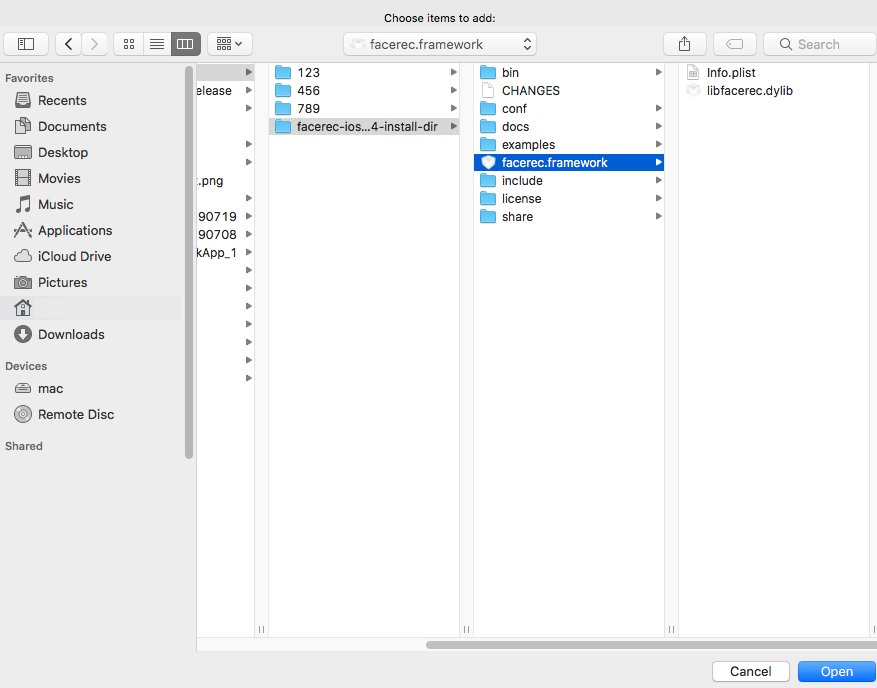 Choose items to add:
facerec.framework
Search
Favorites
Recents
Documents
Desktop
Movies
Music
Applications
iCloud Drive
Pictures
Downloads
Devices
mac
Remote Disc
Shared
elease
.png
90719
90708
kApp_1
123
456
789
facerec-ios...4-install-dir
bin
CHANGES
conf
docs
examples
facerec.framework
include
license
share
Info.plist
libfacerec.dylib
Cancel
Open